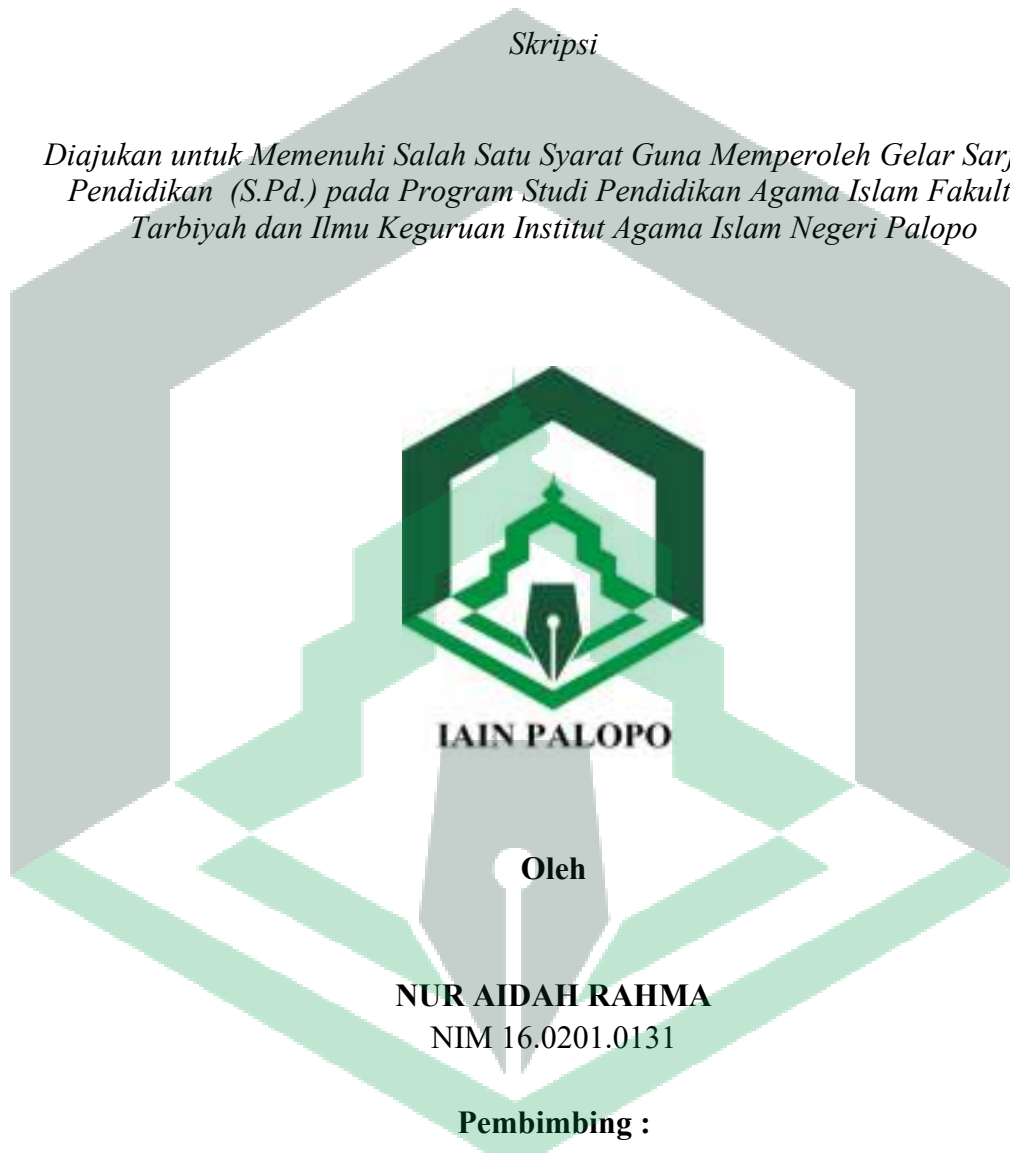 Skripsi
Diajukan untuk Memenuhi Salah Satu Syarat Guna Memperoleh Gelar Sarj
Pendidikan (S.Pd.) pada Program Studi Pendidikan Agama Islam Fakult
Tarbiyah dan Ilmu Keguruan Institut Agama Islam Negeri Palopo
IAIN PALOPO
Oleh
NUR AIDAH RAHMA
NIM 16.0201.0131
Pembimbing :